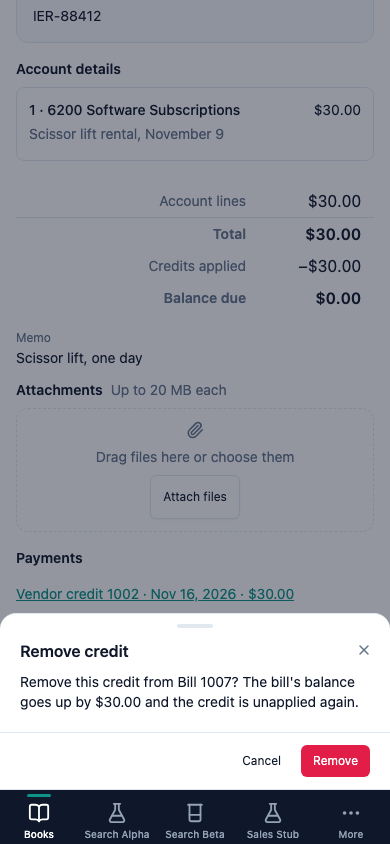 IER-88412
Account details
1 · 6200 Software Subscriptions $30.00
Scissor lift rental, November 9
Account lines $30.00
Total $30.00
Credits applied –$30.00
Balance due $0.00
Memo
Scissor lift, one day
Attachments Up to 20 MB each
Drag files here or choose them
Attach files
Payments
Vendor credit 1002 · Nov 16, 2026 · $30.00
Remove credit
Remove this credit from Bill 1007? The bill's balance
goes up by $30.00 and the credit is unapplied again.
Cancel Remove
Books Search Alpha Search Beta Sales Stub More